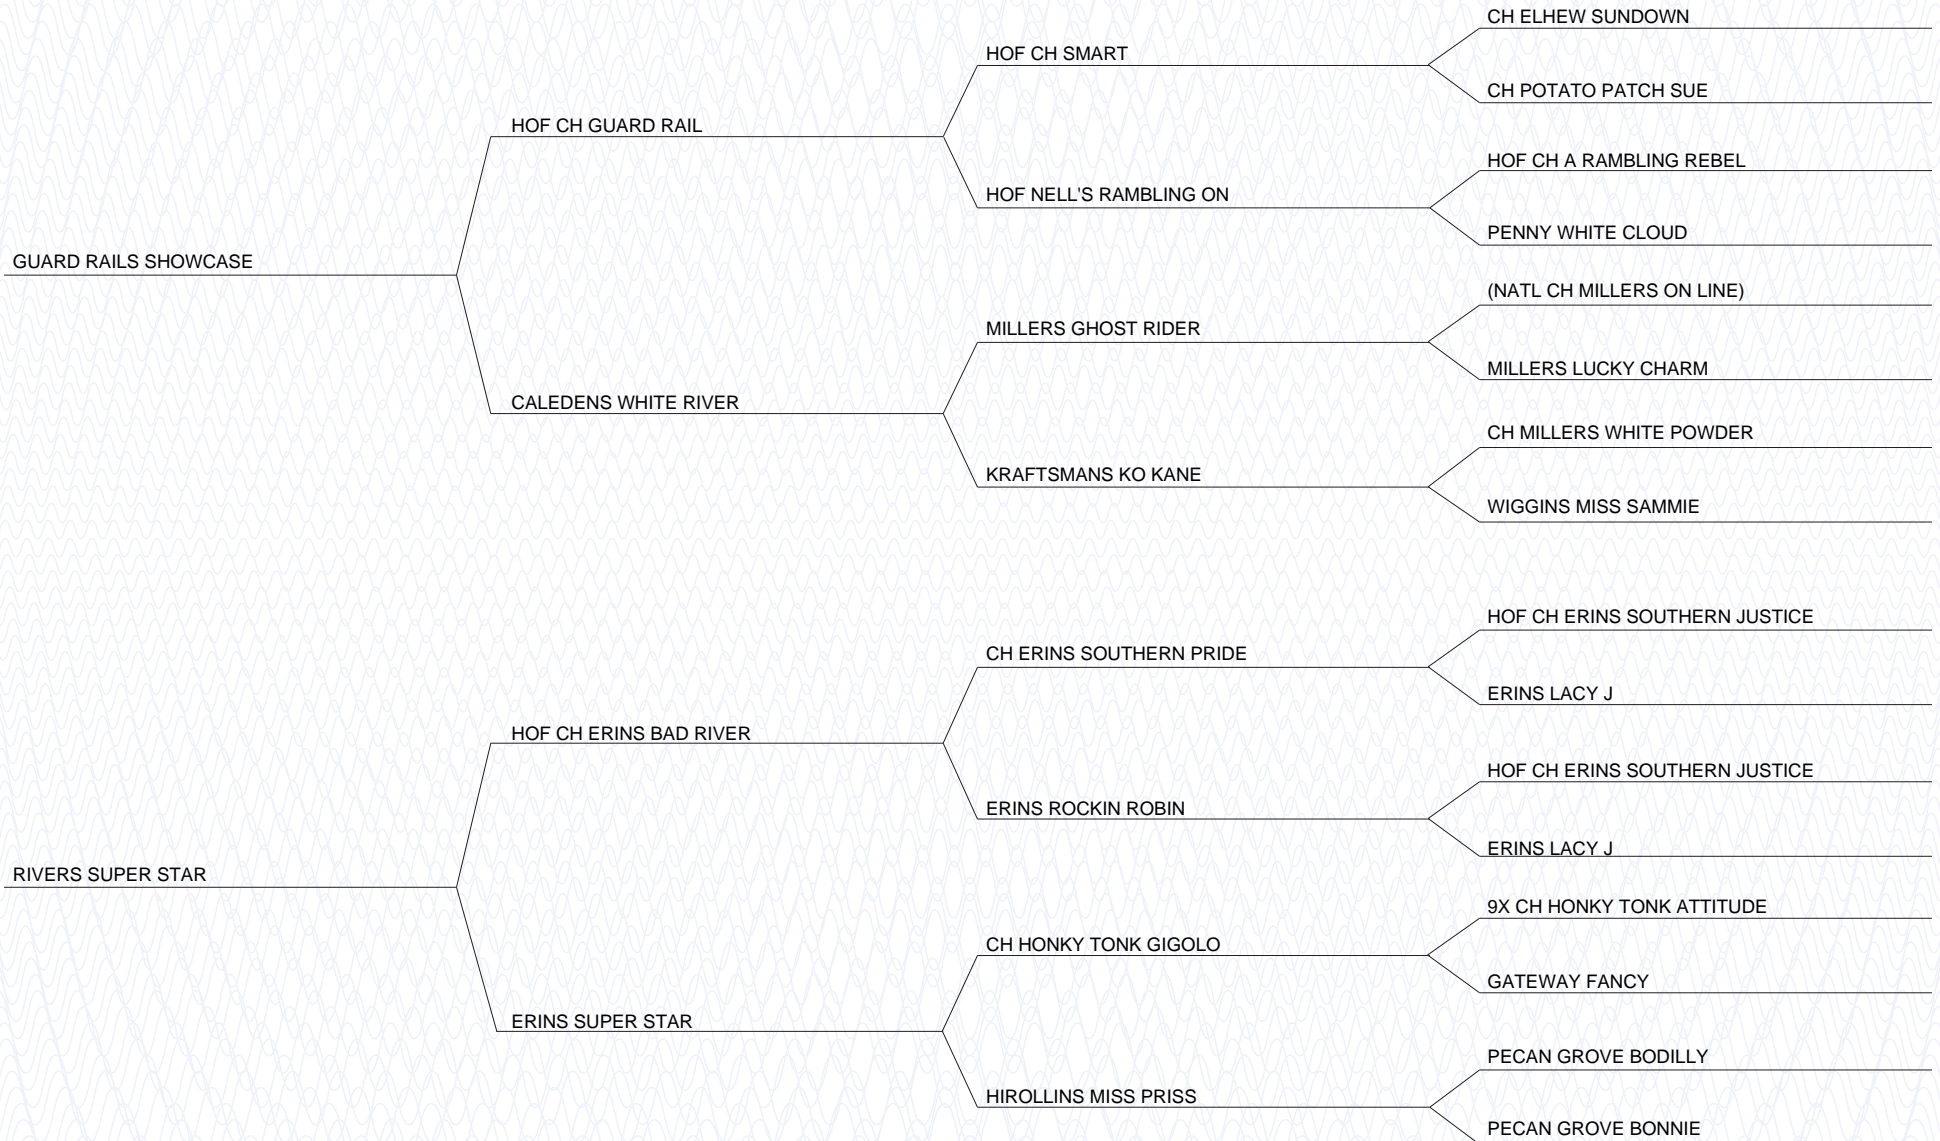 CH ELHEW SUNDOWN
HOF CH SMART
CH POTATO PATCH SUE
HOF CH GUARD RAIL
HOF CH A RAMBLING REBEL
HOF NELL'S RAMBLING ON
PENNY WHITE CLOUD
GUARD RAILS SHOWCASE
(NATL CH MILLERS ON LINE)
MILLERS GHOST RIDER
MILLERS LUCKY CHARM
CALEDENS WHITE RIVER
CH MILLERS WHITE POWDER
KRAFTSMANS KO KANE
WIGGINS MISS SAMMIE
HOF CH ERINS SOUTHERN JUSTICE
CH ERINS SOUTHERN PRIDE
ERINS LACY J
HOF CH ERINS BAD RIVER
HOF CH ERINS SOUTHERN JUSTICE
ERINS ROCKIN ROBIN
ERINS LACY J
RIVERS SUPER STAR
9X CH HONKY TONK ATTITUDE
CH HONKY TONK GIGOLO
GATEWAY FANCY
ERINS SUPER STAR
PECAN GROVE BODILLY
HIROLLINS MISS PRISS
PECAN GROVE BONNIE